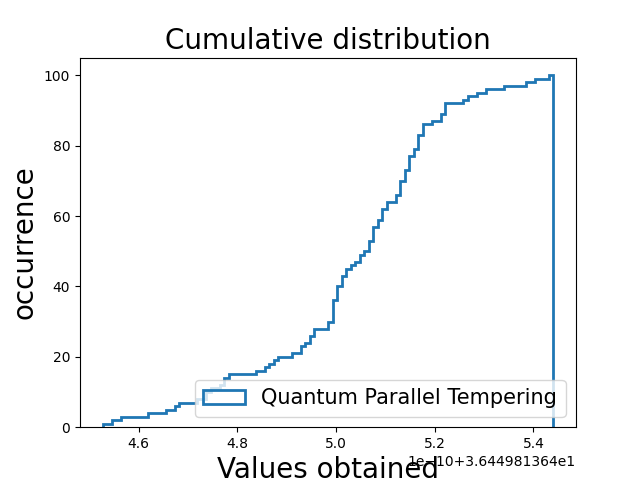 Cumulative distribution
occurrence
100
80
60
40
20
0
Quantum Parallel Tempering
4.6 4.8 5.0 5.2 5.4
1e−10+3.644981364e1
Values obtained